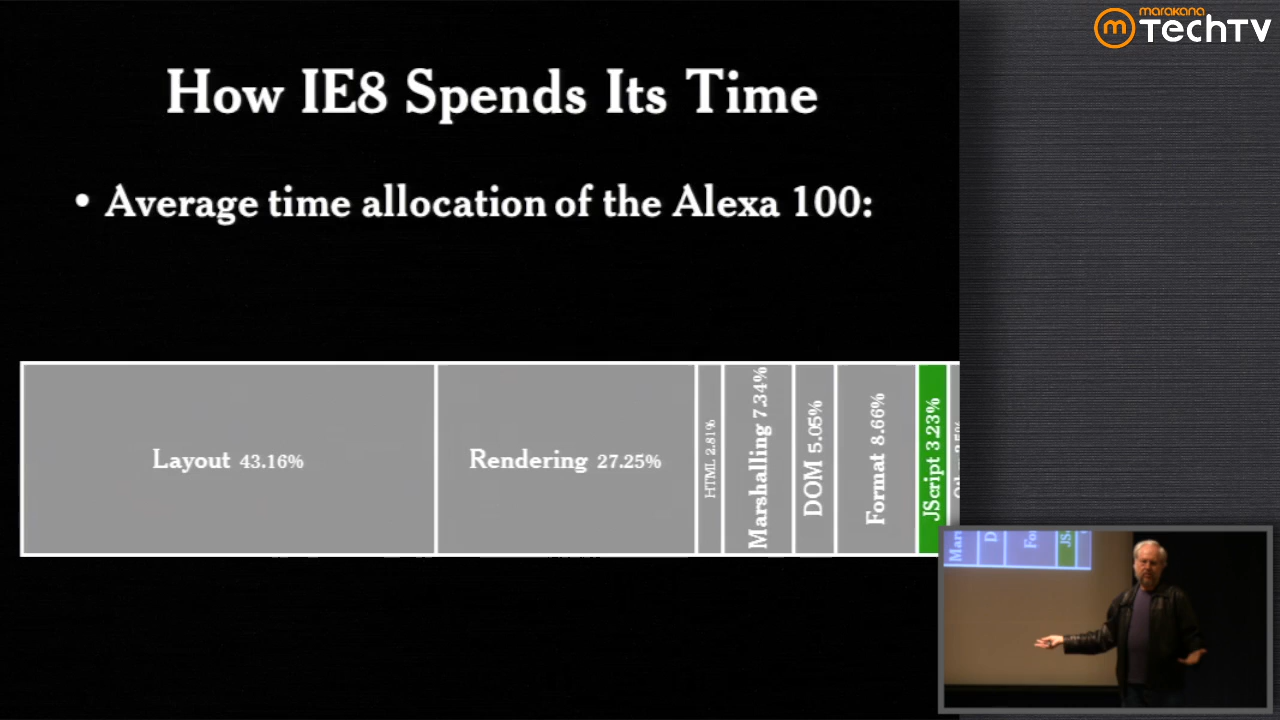 marakana
TechTV
How IE8 Spends Its Time
• Average time allocation of the Alexa 100:
Layout 43.16%
Rendering 27.25%
HTML 2.81%
Marshalling 7.34%
DOM 5.05%
Format 8.66%
JScript 3.23%